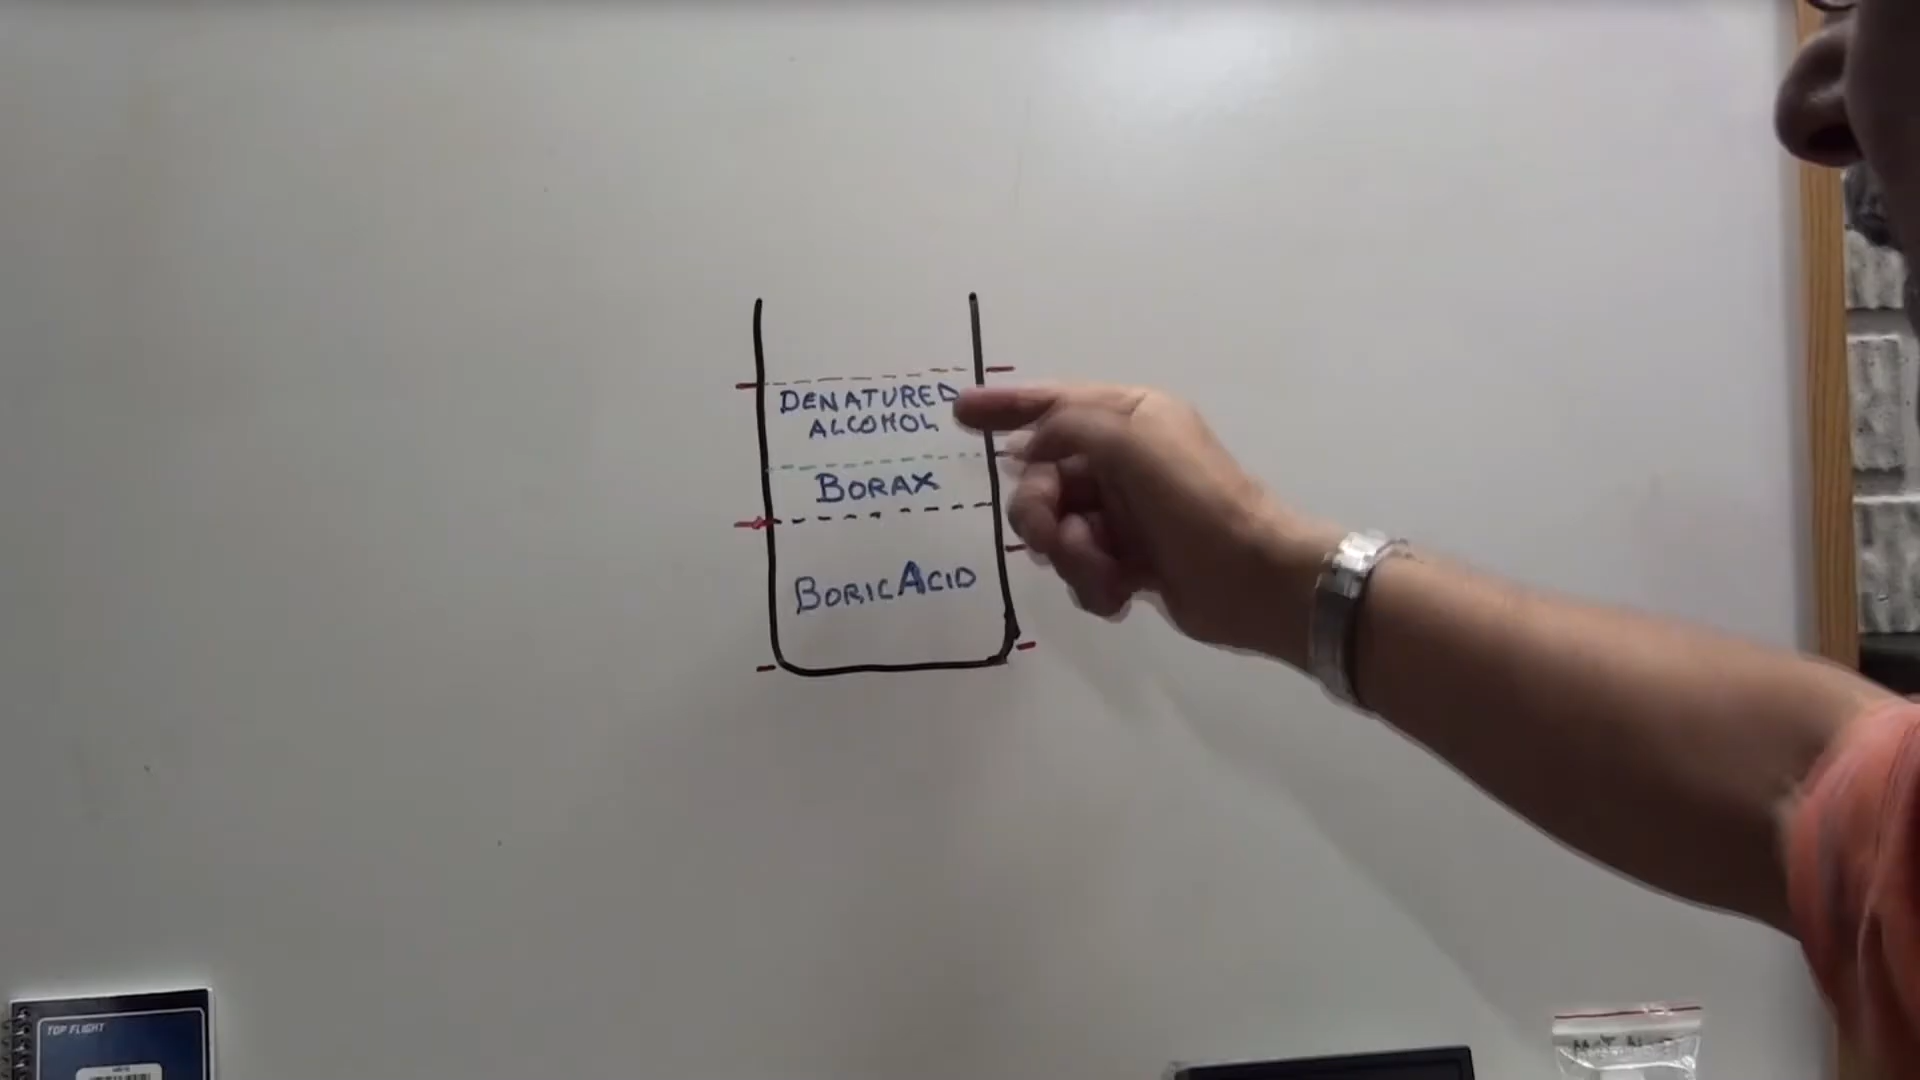 DENATURED
ALCOHOL
BORAX
BORIC ACID
TOP FLIGHT